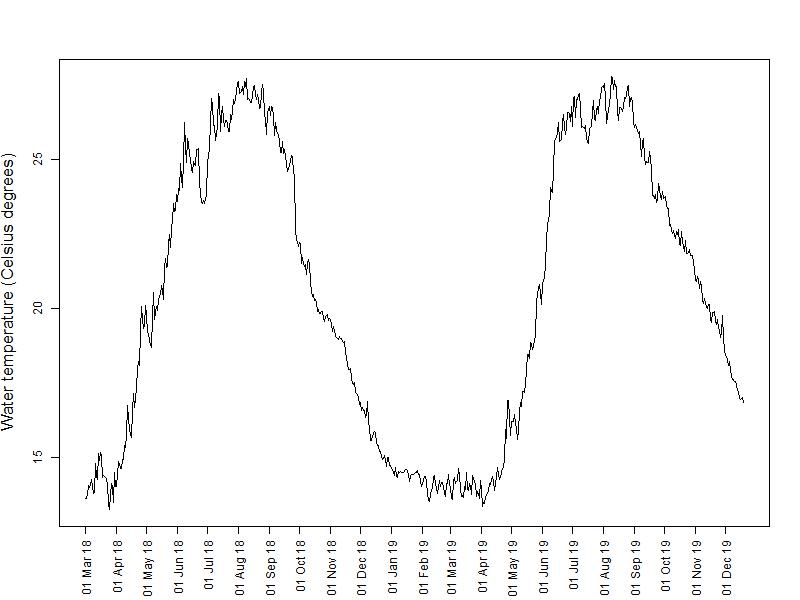 Water temperature (Celsius degrees)
25
20
15
01 Mar 18
01 Apr 18
01 May 18
01 Jun 18
01 Jul 18
01 Aug 18
01 Sep 18
01 Oct 18
01 Nov 18
01 Dec 18
01 Jan 19
01 Feb 19
01 Mar 19
01 Apr 19
01 May 19
01 Jun 19
01 Jul 19
01 Aug 19
01 Sep 19
01 Oct 19
01 Nov 19
01 Dec 19